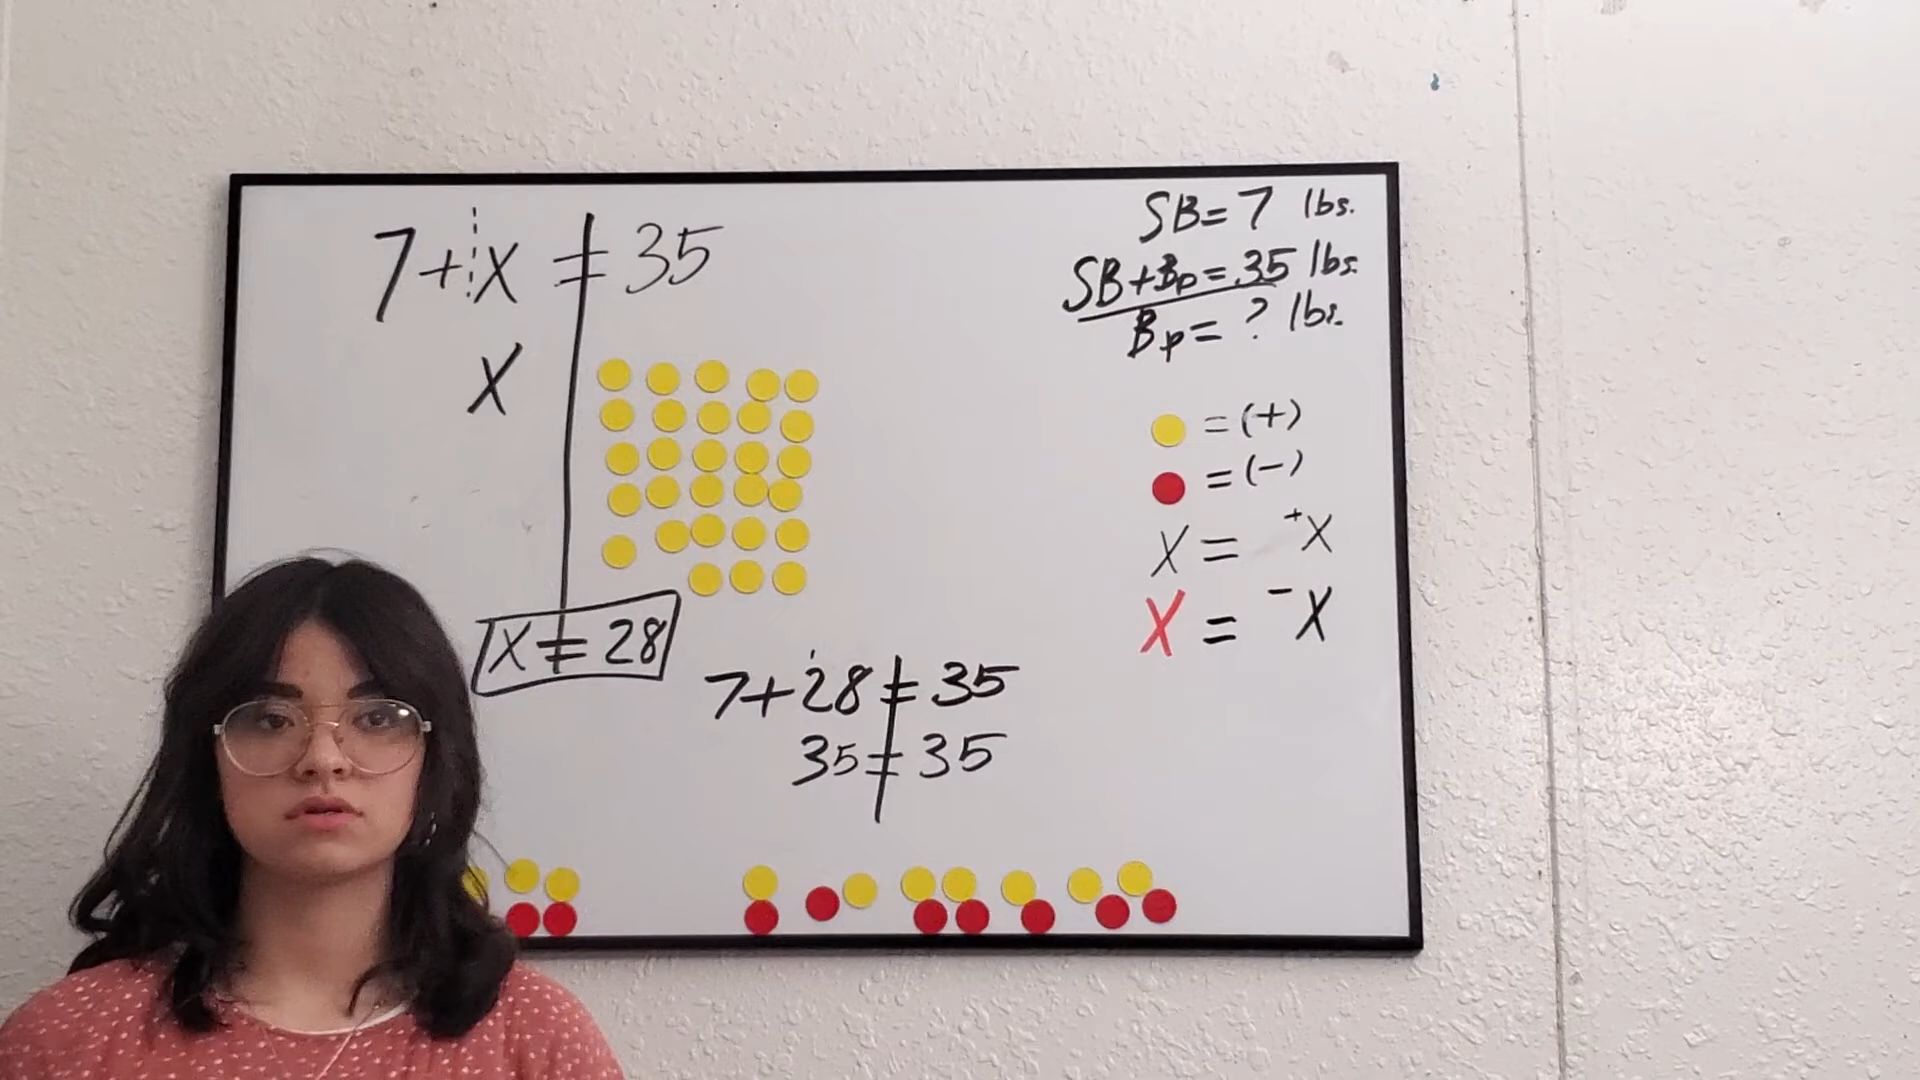 7+x = 35
x
x = 28
7+28 = 35
35 = 35
SB = 7 lbs.
SB+Bp = 35 lbs.
Bp = ? lbs.
= (+)
= (-)
x = +x
x = -x